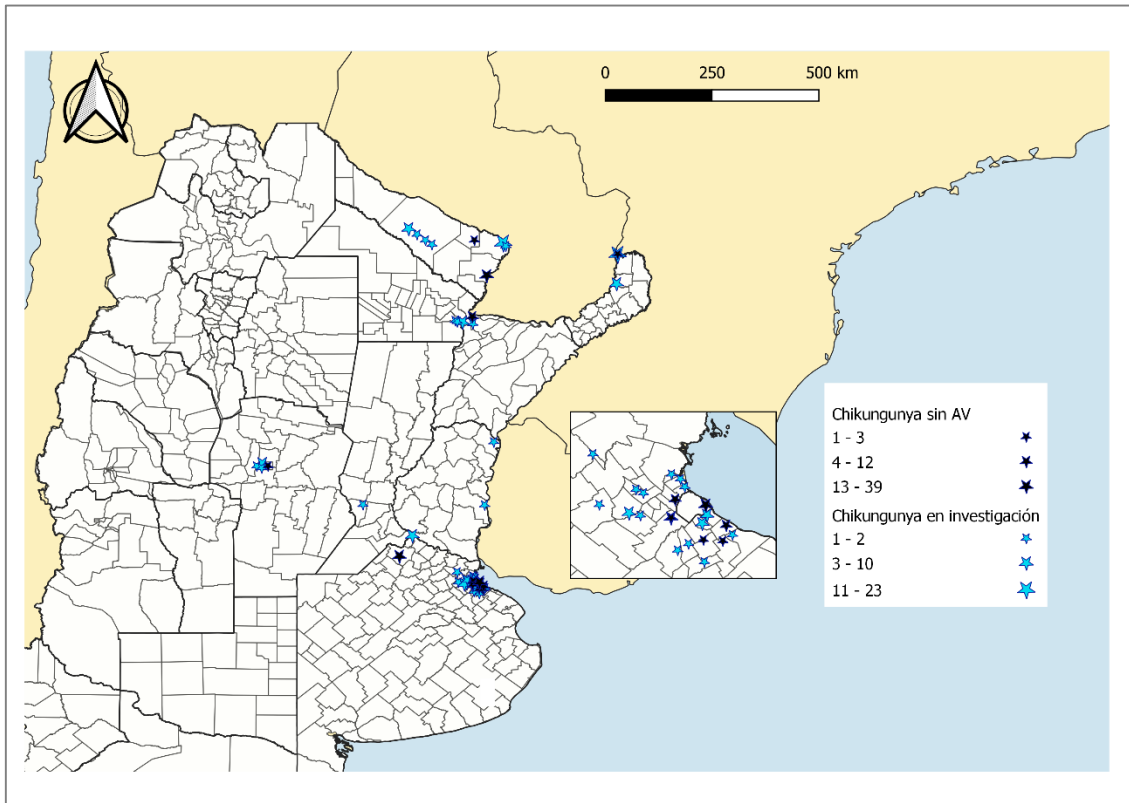 0 250 500 km
Chikungunya sin AV
1 - 3
4 - 12
13 - 39
Chikungunya en investigación
1 - 2
3 - 10
11 - 23